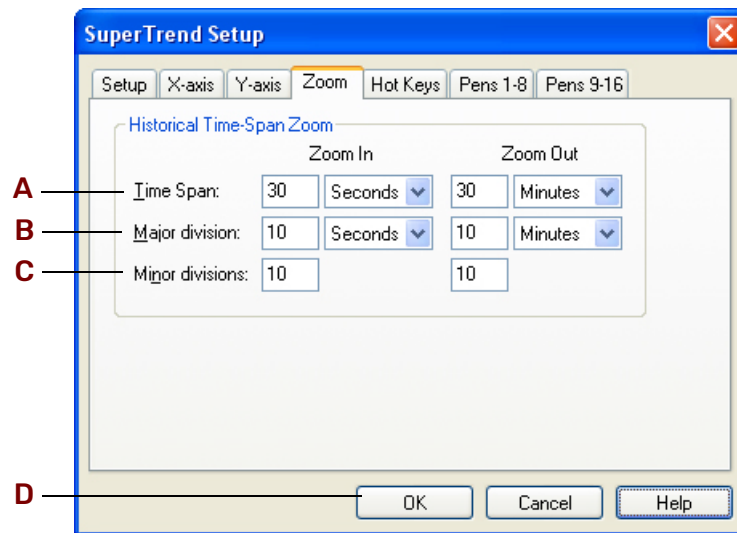 SuperTrend Setup
Setup X-axis Y-axis Zoom Hot Keys Pens 1-8 Pens 9-16
Historical Time-Span Zoom
Zoom In Zoom Out
A Time Span: 30 Seconds 30 Minutes
B Major division: 10 Seconds 10 Minutes
C Minor divisions: 10 10
D OK Cancel Help